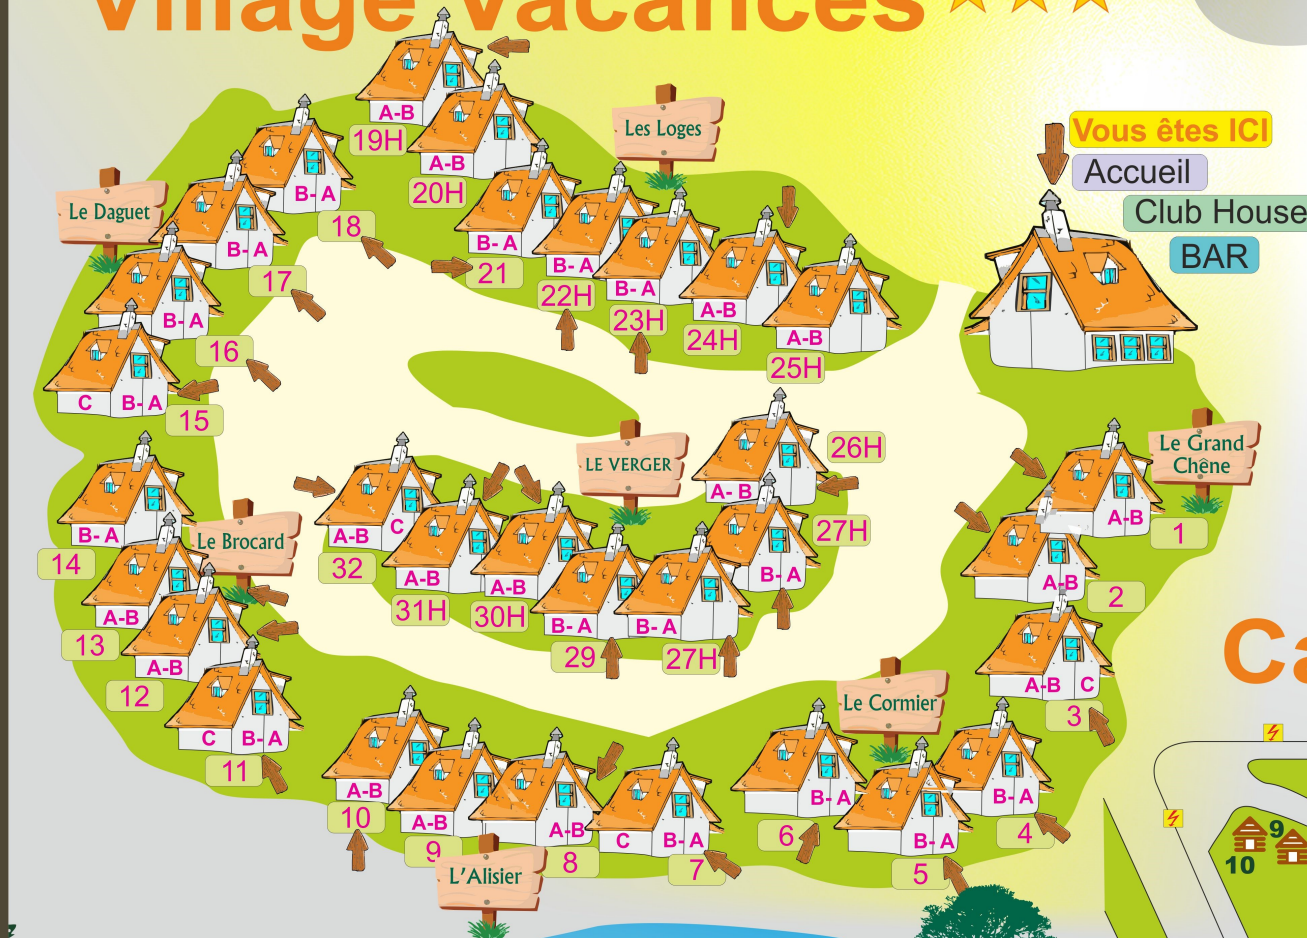 Village Vacances
Vous êtes ICI
Accueil
Club House
BAR
A-B
19H
A-B
20H
Les Loges
B-A
18
Le Daguet
B-A
17
B-A
21
B-A
22H
B-A
23H
A-B
24H
A-B
25H
B-A
16
C B-A
15
LE VERGER
A-B
26H
27H
B-A
Le Grand
Chêne
A-B
1
A-B
2
A-B C
3
B-A
14
Le Brocard
A-B
13
A-B
12
C B-A
11
A-B C
32
A-B
31H
A-B
30H
B-A
29
B-A
27H
Le Cormier
B-A
6
B-A
5
B-A
4
A-B
10
A-B
9
A-B
8
C B-A
7
L'Alisier
Ca
9
10